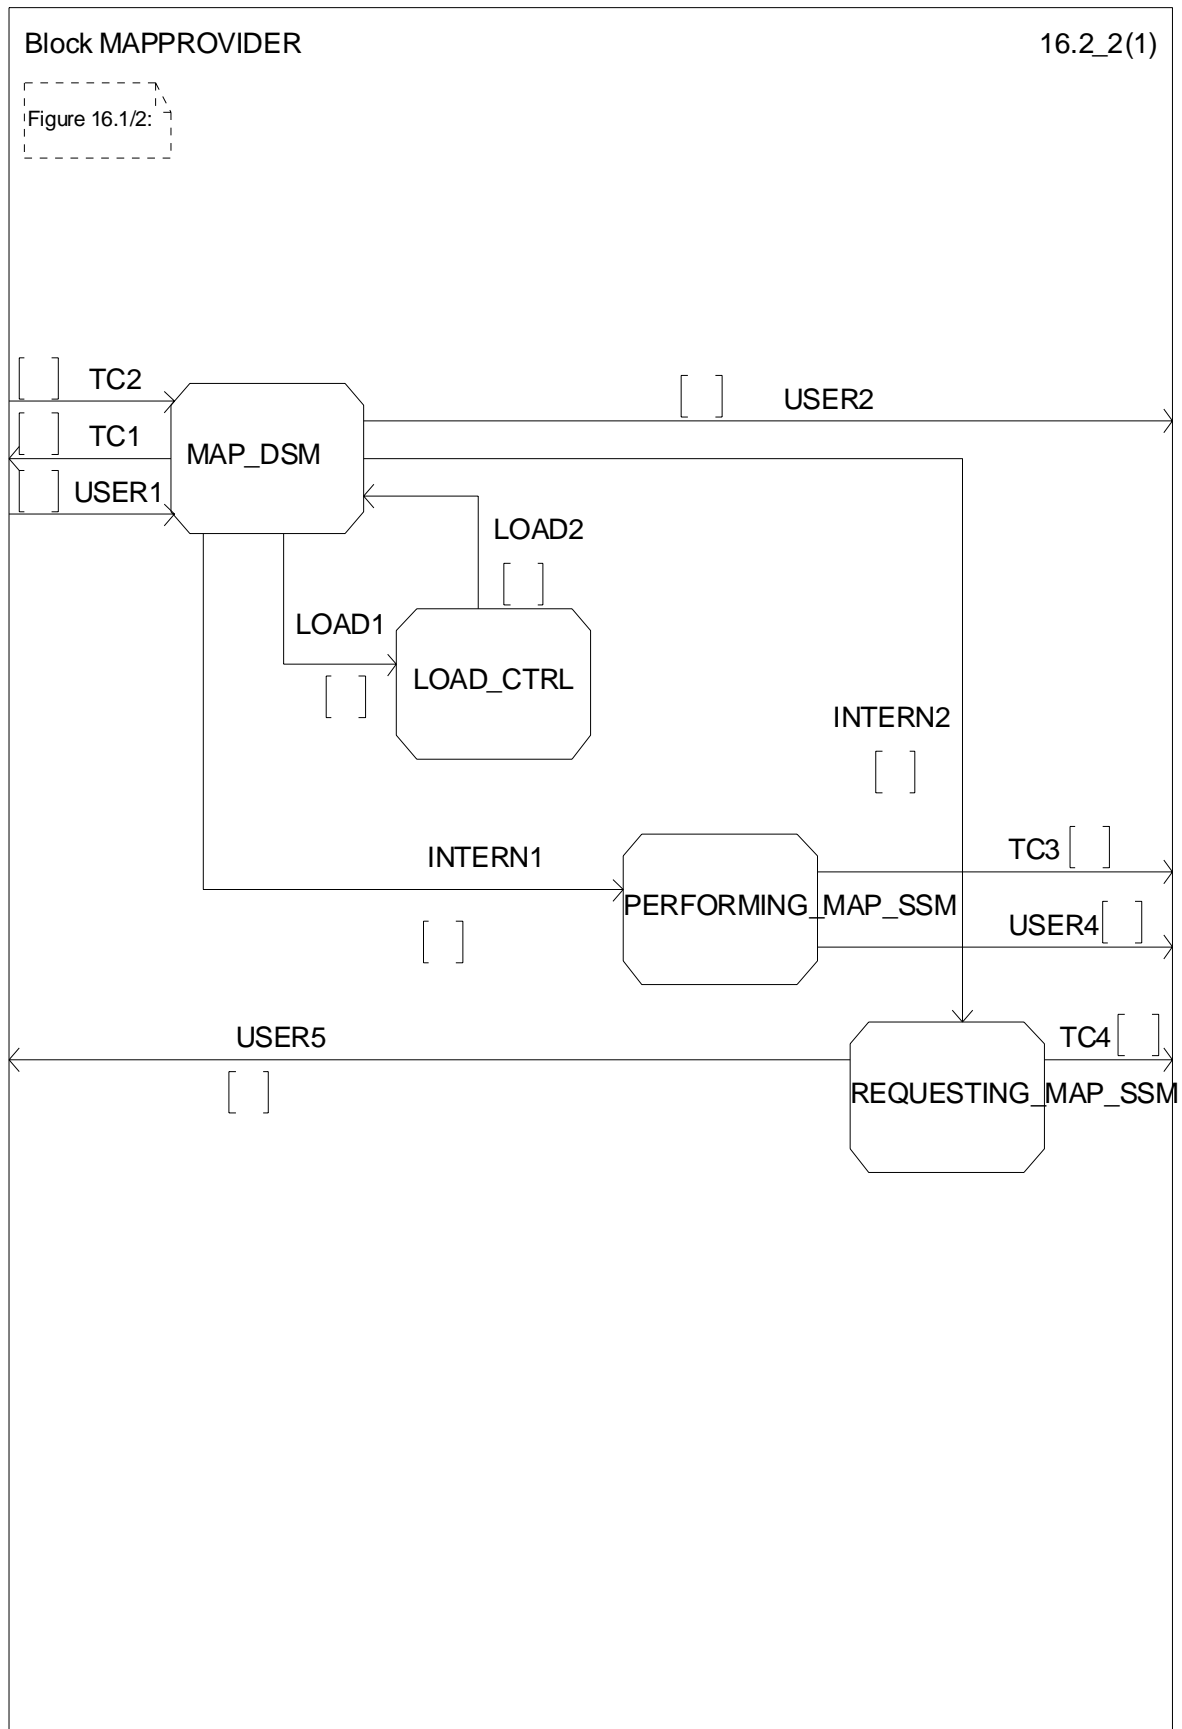 Block MAPPROVIDER
16.2_2(1)
Figure 16.1/2:
TC2
USER2
TC1
MAP_DSM
USER1
LOAD2
LOAD1
LOAD_CTRL
INTERN2
INTERN1
TC3
PERFORMING_MAP_SSM
USER4
USER5
TC4
REQUESTING_MAP_SSM